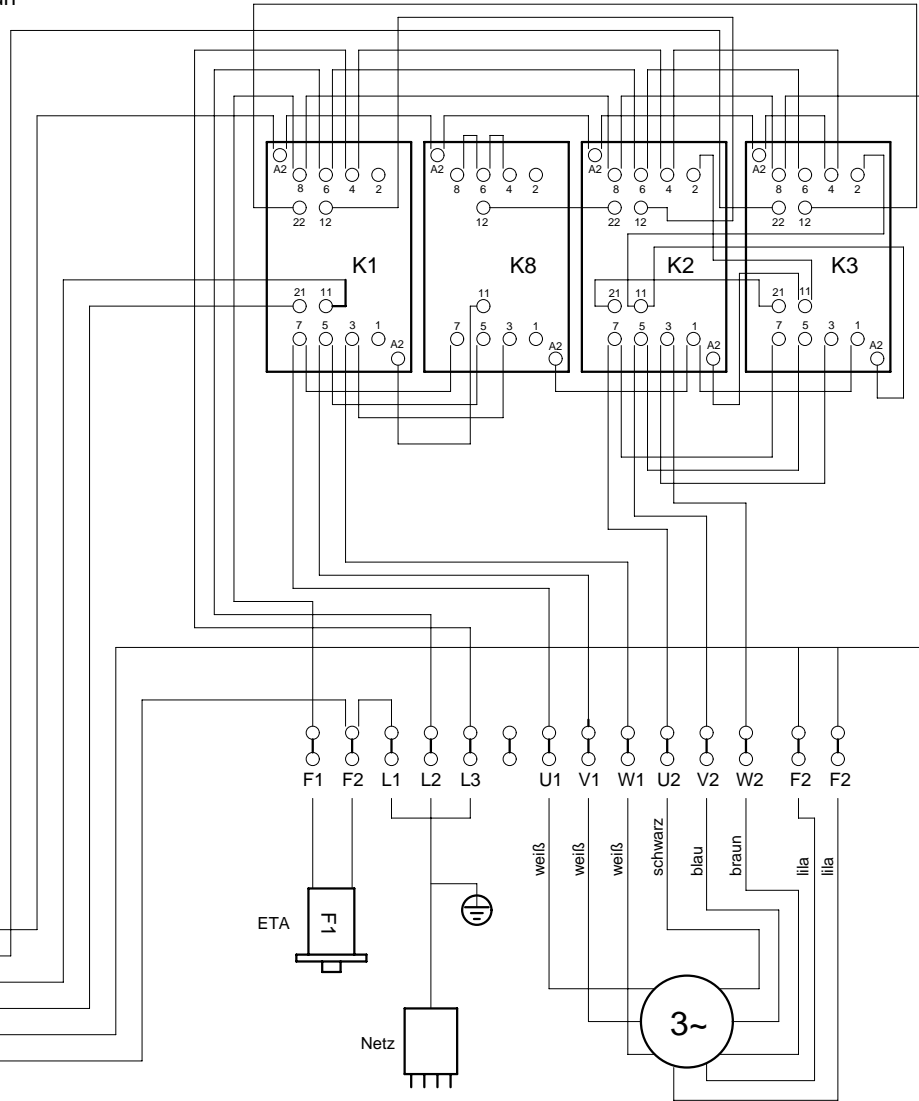 A2 A2 A2 A2
8 6 4 2 8 6 4 2 8 6 4 2 8 6 4 2
22 12 12 22 12 22 12
K1 K8 K2 K3
21 11 11 21 11 21 11
7 5 3 1 7 5 3 1 7 5 3 1 7 5 3 1
A2 A2 A2 A2
F1 F2 L1 L2 L3 U1 V1 W1 U2 V2 W2 F2 F2
weiß
weiß
weiß
schwarz
blau
braun
lila
lila
ETA
F1
3~
Netz